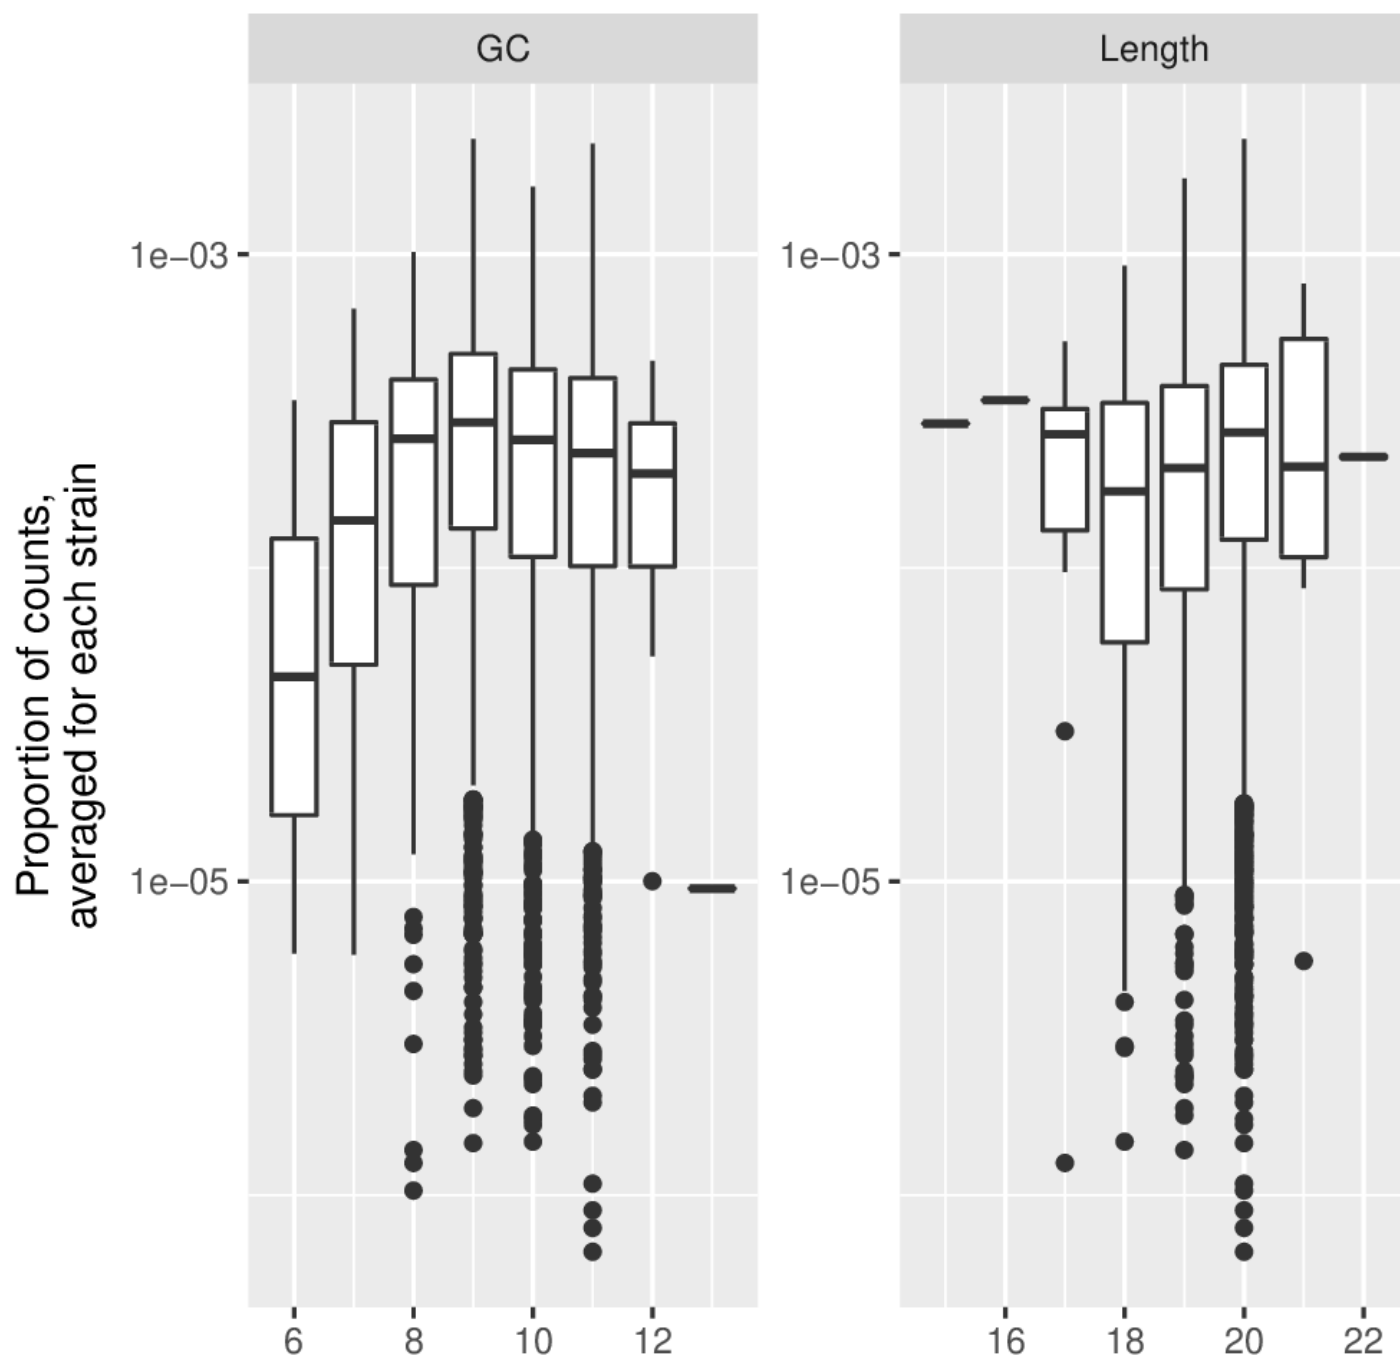 GC
Length
Proportion of counts,
averaged for each strain
1e−03
1e−05
1e−03
1e−05
6 8 10 12
16 18 20 22